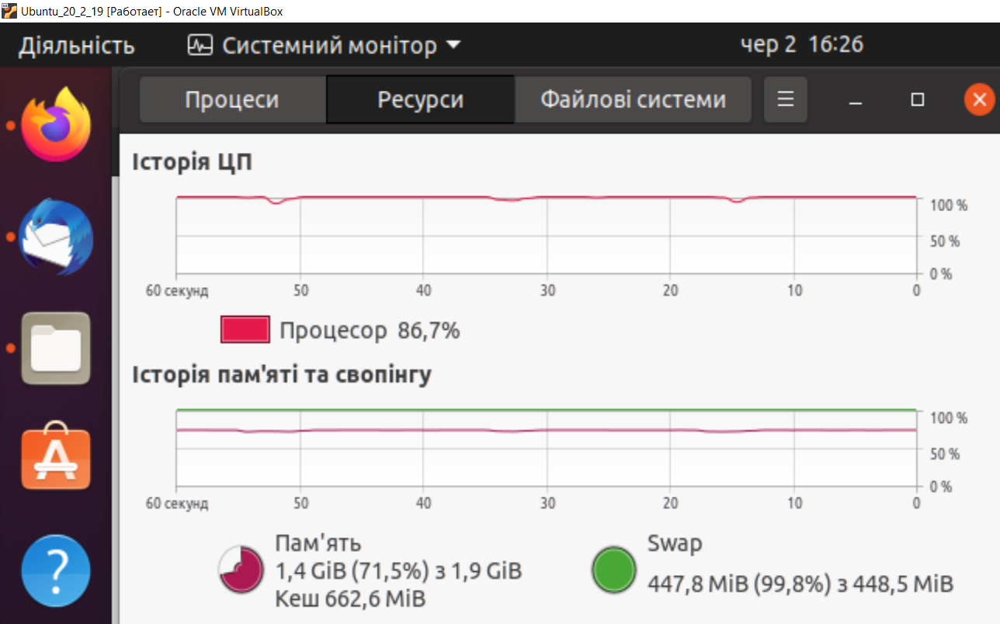 Ubuntu_20_2_19 [Работает] - Oracle VM VirtualBox
Діяльність Системний монітор чер 2 16:26
Процеси Ресурси Файлові системи
Історія ЦП
100 %
50 %
0 %
60 секунд 50 40 30 20 10 0
Процесор 86,7%
Історія пам'яті та свопінгу
100 %
50 %
0 %
60 секунд 50 40 30 20 10 0
Пам'ять
1,4 GiB (71,5%) з 1,9 GiB
Кеш 662,6 MiB
Swap
447,8 MiB (99,8%) з 448,5 MiB